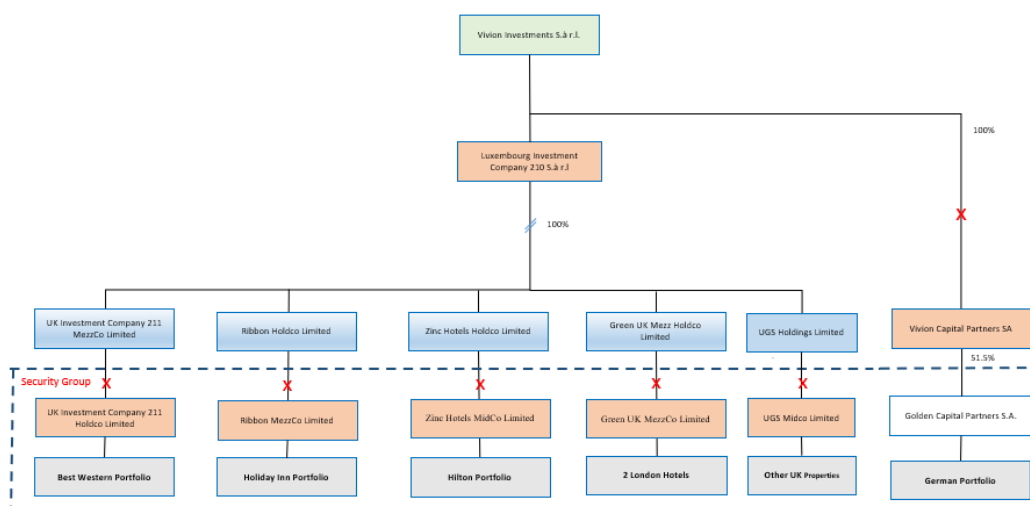 Vivion Investments S.à r.l.
100%
Luxembourg Investment
Company 210 S.à r.l
100%
UK Investment Company 211
MezzCo Limited
Ribbon Holdco Limited
Zinc Hotels Holdco Limited
Green UK Mezz Holdco
Limited
UGS Holdings Limited
Vivion Capital Partners SA
51.5%
Security Group
UK Investment Company 211
Holdco Limited
Ribbon MezzCo Limited
Zinc Hotels MidCo Limited
Green UK MezzCo Limited
UGS Midco Limited
Golden Capital Partners S.A.
Best Western Portfolio
Holiday Inn Portfolio
Hilton Portfolio
2 London Hotels
Other UK Properties
German Portfolio